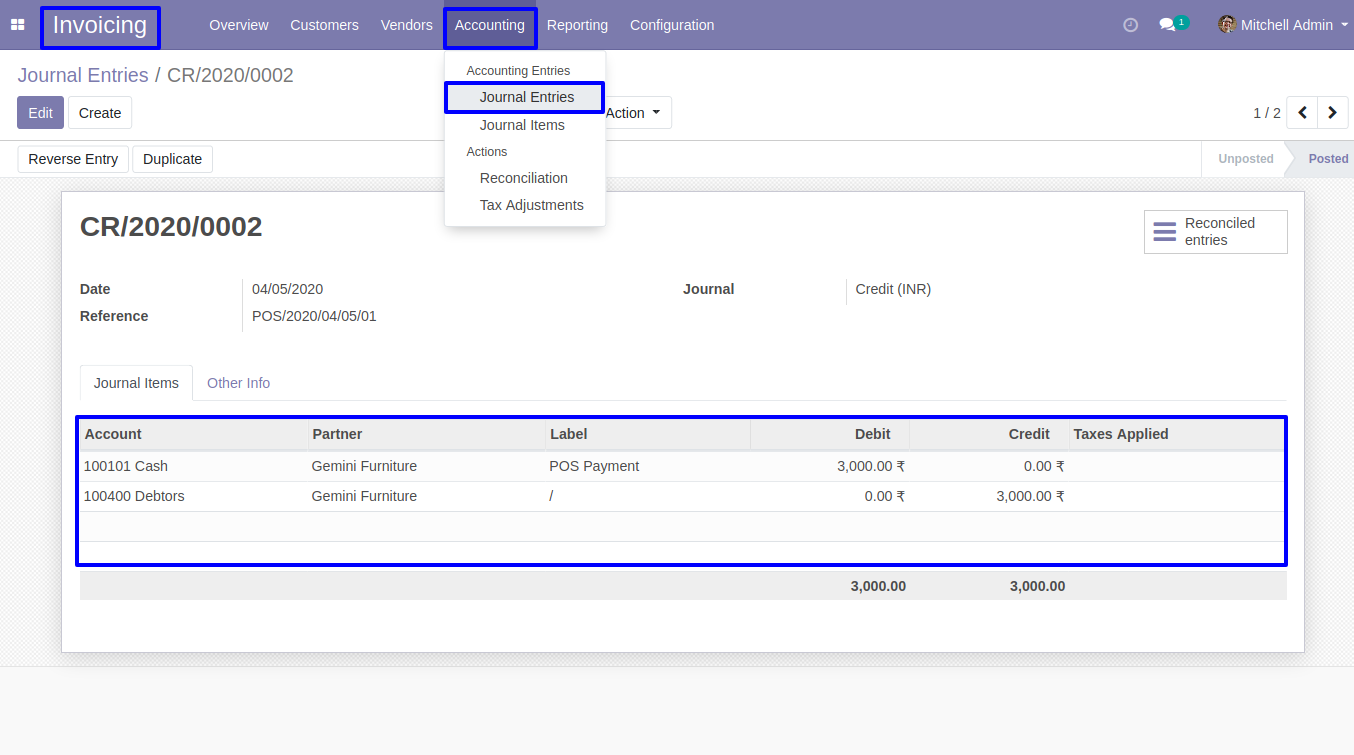 Invoicing Overview Customers Vendors Accounting Reporting Configuration 1 Mitchell Admin
Journal Entries / CR/2020/0002
Accounting Entries
Journal Entries
Journal Items
Actions
Reconciliation
Tax Adjustments
Edit Create Action 1 / 2
Reverse Entry Duplicate Unposted Posted
CR/2020/0002
Reconciled
entries
Date 04/05/2020 Journal Credit (INR)
Reference POS/2020/04/05/01
Journal Items Other Info
Account Partner Label Debit Credit Taxes Applied
100101 Cash Gemini Furniture POS Payment 3,000.00 ₹ 0.00 ₹
100400 Debtors Gemini Furniture / 0.00 ₹ 3,000.00 ₹
3,000.00 3,000.00